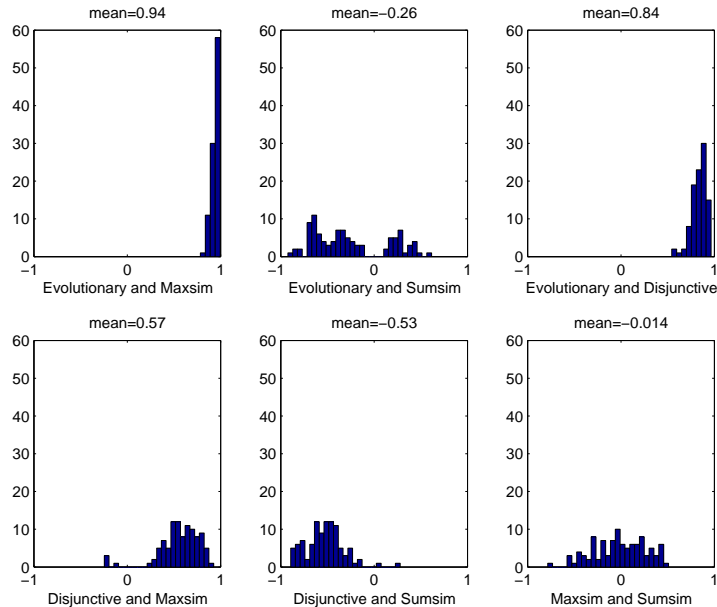 mean=0.94
60
50
40
30
20
10
0
−1 0 1
Evolutionary and Maxsim
mean=−0.26
60
50
40
30
20
10
0
−1 0 1
Evolutionary and Sumsim
mean=0.84
60
50
40
30
20
10
0
−1 0 1
Evolutionary and Disjunctive
mean=0.57
60
50
40
30
20
10
0
−1 0 1
Disjunctive and Maxsim
mean=−0.53
60
50
40
30
20
10
0
−1 0 1
Disjunctive and Sumsim
mean=−0.014
60
50
40
30
20
10
0
−1 0 1
Maxsim and Sumsim